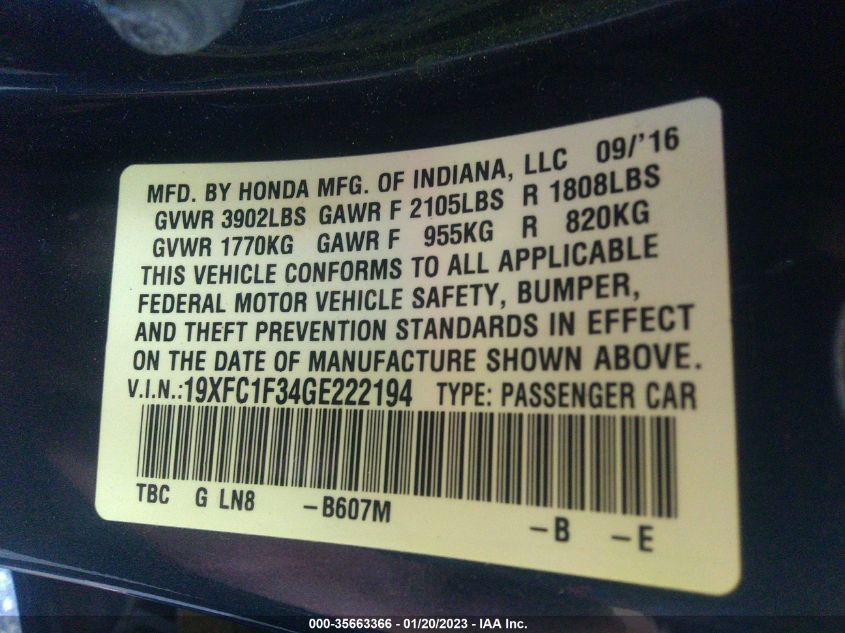 MFD. BY HONDA MFG. OF INDIANA, LLC 09/'16
GVWR 3902LBS GAWR F 2105LBS R 1808LBS
GVWR 1770KG GAWR F 955KG R 820KG
THIS VEHICLE CONFORMS TO ALL APPLICABLE
FEDERAL MOTOR VEHICLE SAFETY, BUMPER,
AND THEFT PREVENTION STANDARDS IN EFFECT
ON THE DATE OF MANUFACTURE SHOWN ABOVE.
V.I.N.:19XFC1F34GE222194 TYPE: PASSENGER CAR
TBC G LN8 -B607M -B -E
000-35663366 - 01/20/2023 - IAA Inc.